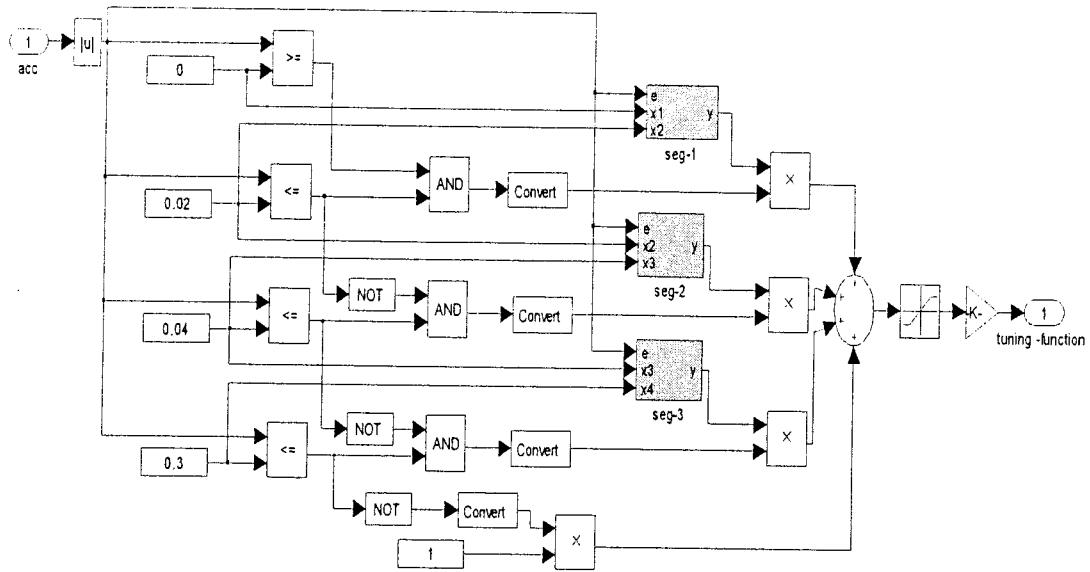 1
acc
|u|
>=
0
e
x1
x2
y
seg-1
X
<=
0.02
AND
Convert
e
x2
x3
y
seg-2
X
<=
0.04
NOT
AND
Convert
+
+
+
+
-K-
1
tuning -function
e
x3
x4
y
seg-3
X
<=
0.3
NOT
AND
Convert
NOT
Convert
1
X